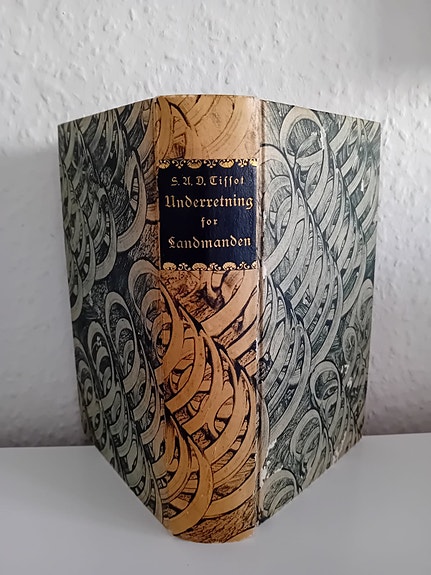 S. A. D. Tissot
Underretning
for
Landmanden